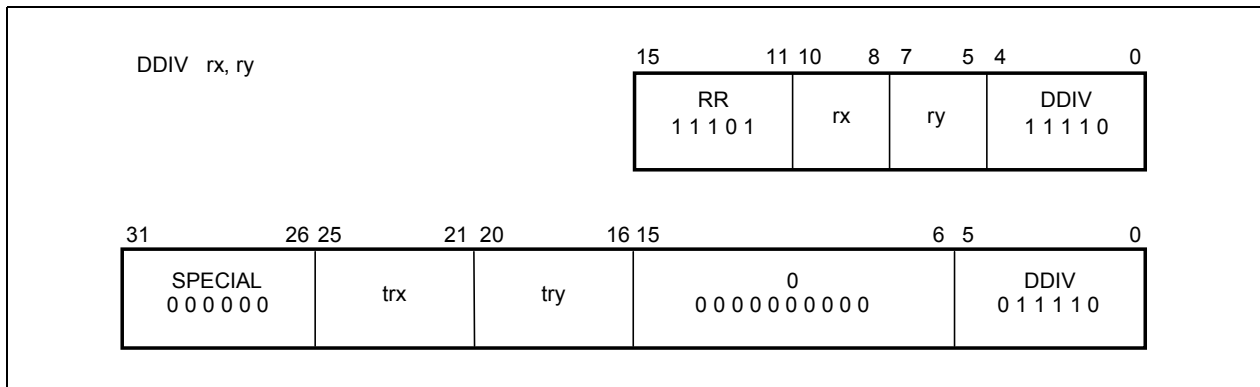 DDIV rx, ry
15 11 10 8 7 5 4 0
RR rx ry DDIV
1 1 1 0 1 1 1 1 1 0
31 26 25 21 20 16 15 6 5 0
SPECIAL trx try 0 DDIV
0 0 0 0 0 0 0 0 0 0 0 0 0 0 0 0 0 1 1 1 1 0